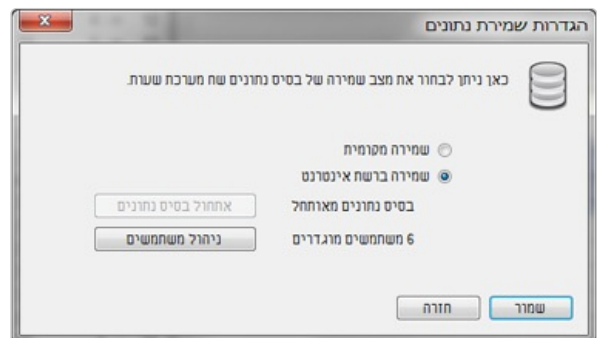 הגדרות שמירת נתונים
כאן ניתן לבחור את מצב שמירה של בסיס נתונים שח מערכת שעות.
שמירה מקומית
שמירה ברשת אינטרנט
בסיס נתונים מאותחל
אתחול בסיס נתונים
6 משתמשים מוגדרים
ניהול משתמשים
שמור
חזרה